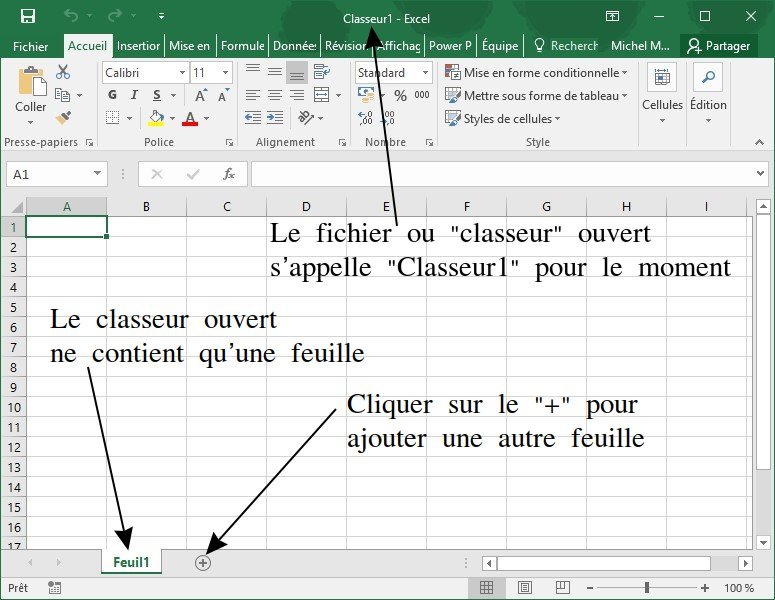 Classeur1 - Excel
Fichier Accueil Insertior Mise en Formule Donnée Révisior Affichag Power P Équipe Recherch Michel M... Partager
Calibri 11 Standard Mise en forme conditionnelle
Coller G I S A A % 000 Mettre sous forme de tableau Cellules Édition
A Styles de cellules
Presse-papiers Police Alignement Nombre Style
A1 fx
A B C D E F G H I
1
Le fichier ou "classeur" ouvert
2
s'appelle "Classeur1" pour le moment
3
4
5
Le classeur ouvert
6
ne contient qu'une feuille
7
8
9
Cliquer sur le "+" pour
10
ajouter une autre feuille
11
12
13
14
15
16
17
Feuil1
Prêt 100 %